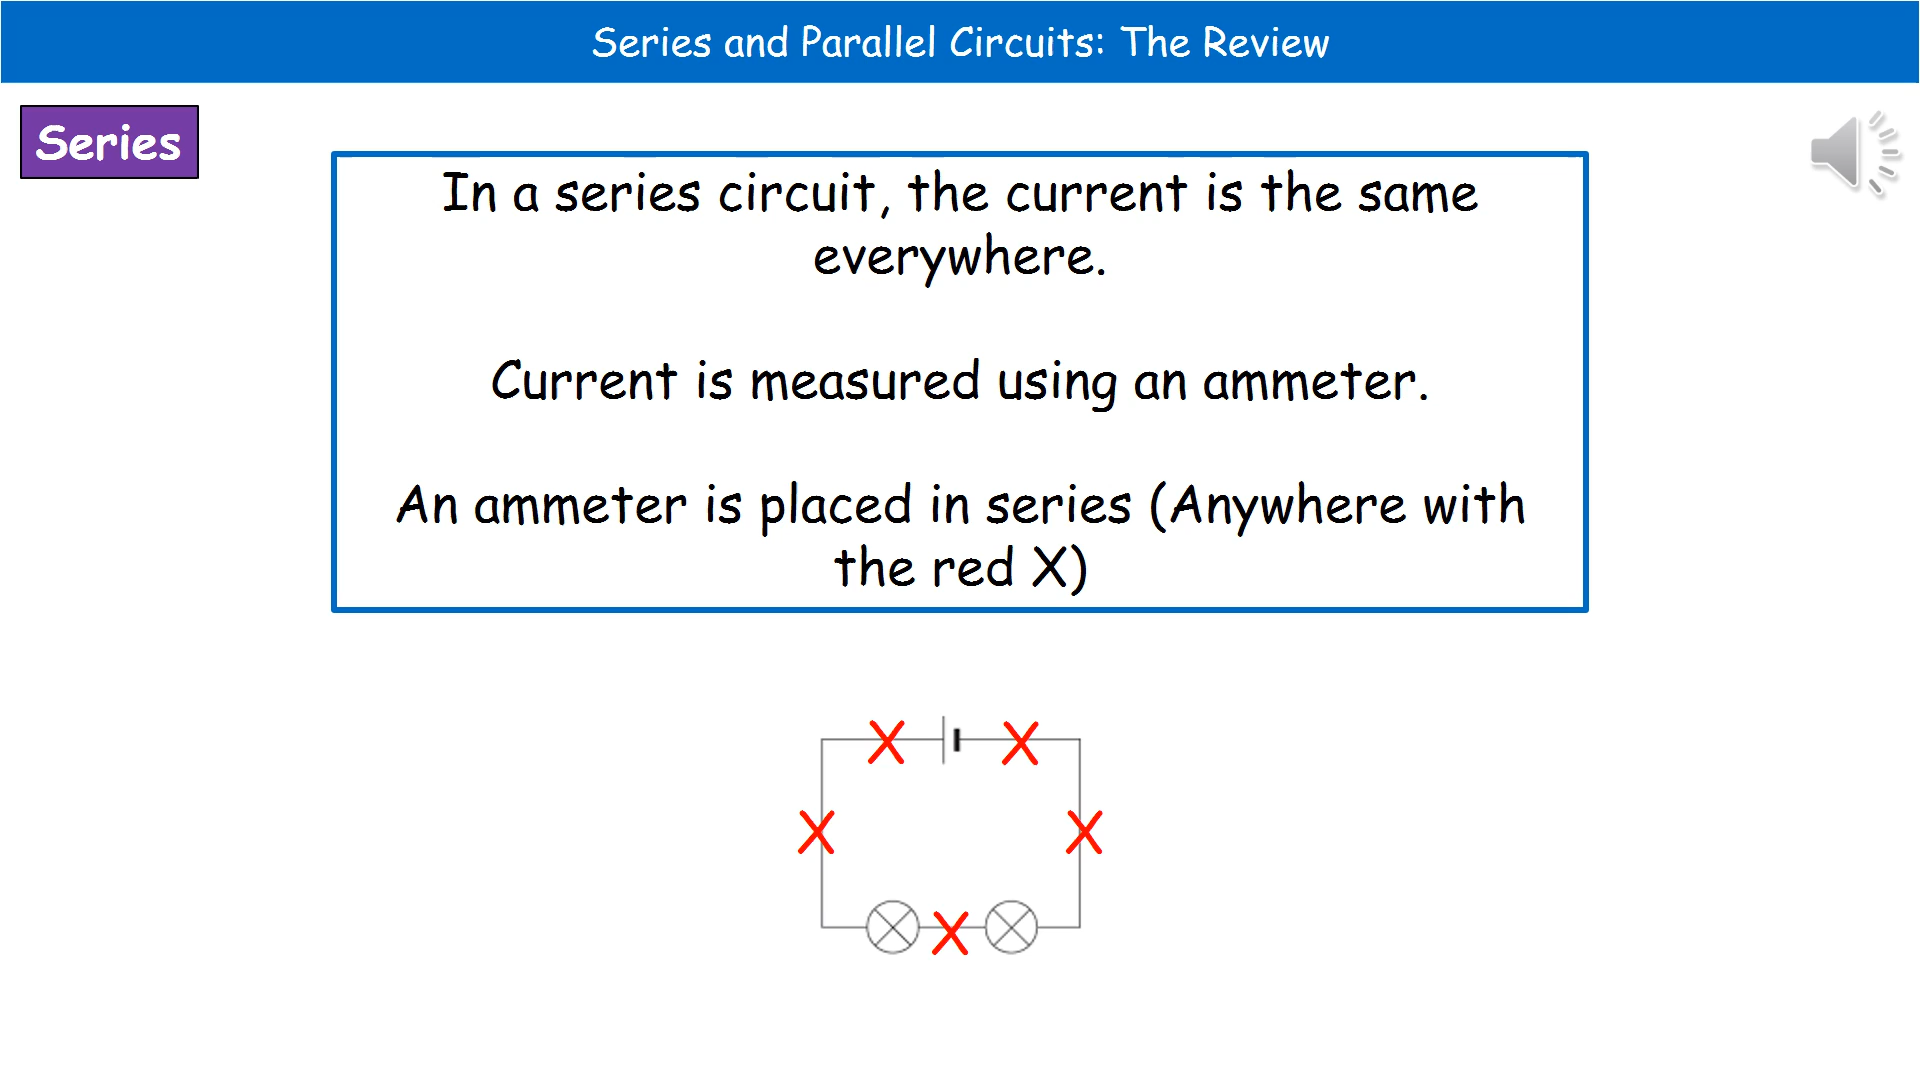 Series and Parallel Circuits: The Review
Series
In a series circuit, the current is the same
everywhere.
Current is measured using an ammeter.
An ammeter is placed in series (Anywhere with
the red X)
X X
X X
X